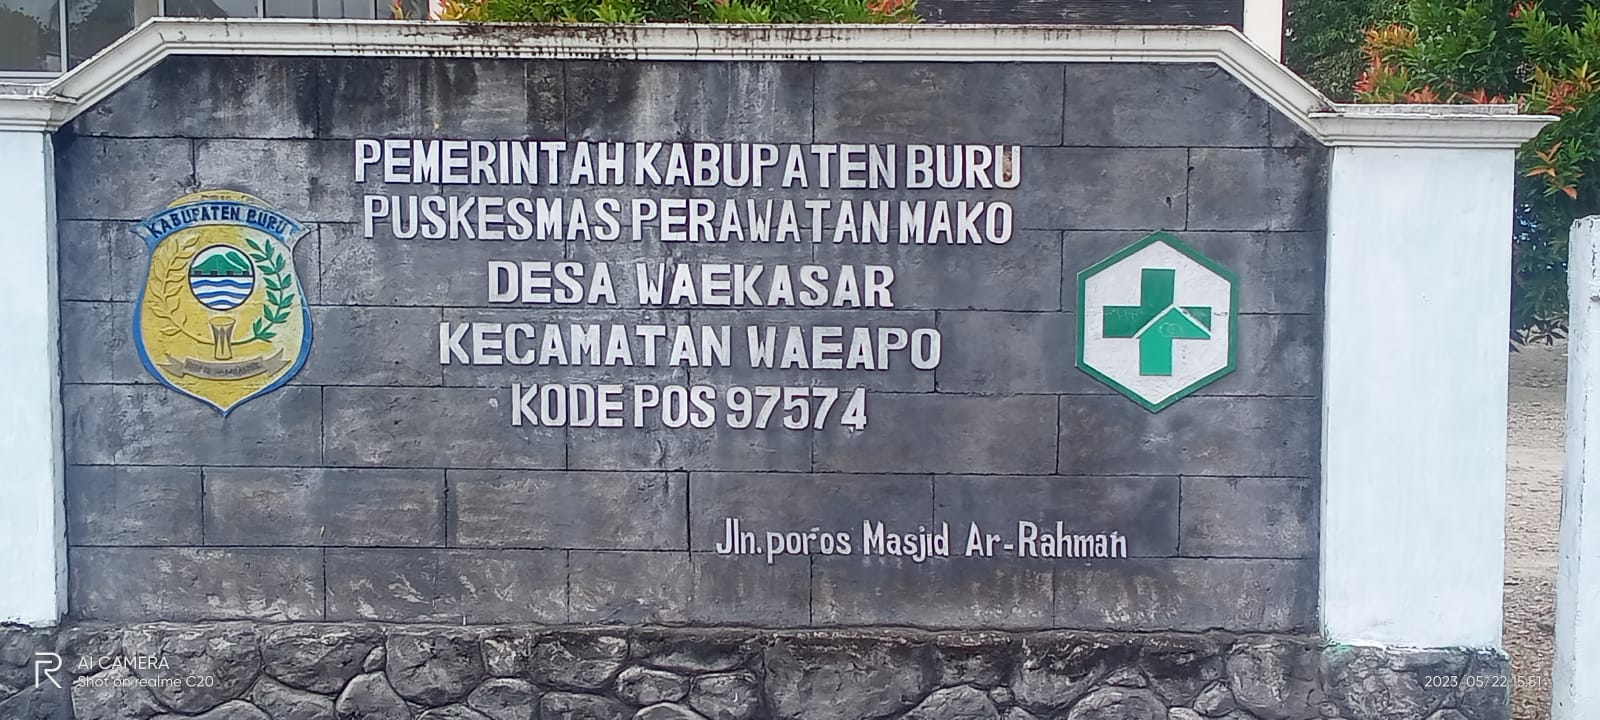 PEMERINTAH KABUPATEN BURU
PUSKESMAS PERAWATAN MAKO
KABUPATEN BURU
DESA WAEKASAR
KECAMATAN WAEAPO
KODE POS 97574
Jln.poros Masjid Ar-Rahman
AI CAMERA
Shot on realme C20
2023/05/22 15:51